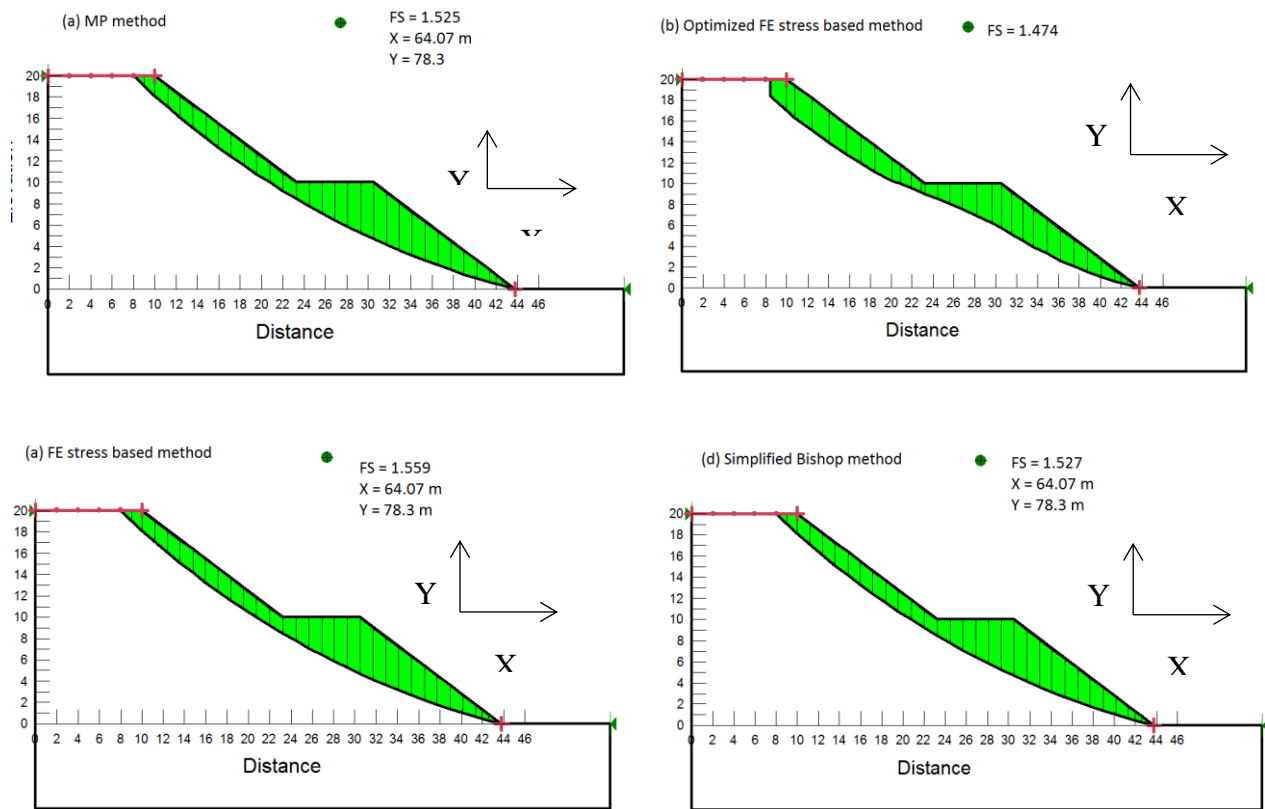 (a) MP method
FS = 1.525
X = 64.07 m
Y = 78.3
20
18
16
14
12
10
8
6
4
2
0
0 2 4 6 8 10 12 14 16 18 20 22 24 26 28 30 32 34 36 38 40 42 44 46
Distance
(b) Optimized FE stress based method
FS = 1.474
20
18
16
14
12
10
8
6
4
2
0
Y
X
0 2 4 6 8 10 12 14 16 18 20 22 24 26 28 30 32 34 36 38 40 42 44 46
Distance
(a) FE stress based method
FS = 1.559
X = 64.07 m
Y = 78.3 m
20
18
16
14
12
10
8
6
4
2
0
Y
X
0 2 4 6 8 10 12 14 16 18 20 22 24 26 28 30 32 34 36 38 40 42 44 46
Distance
(d) Simplified Bishop method
FS = 1.527
X = 64.07 m
Y = 78.3 m
20
18
16
14
12
10
8
6
4
2
0
Y
X
0 2 4 6 8 10 12 14 16 18 20 22 24 26 28 30 32 34 36 38 40 42 44 46
Distance